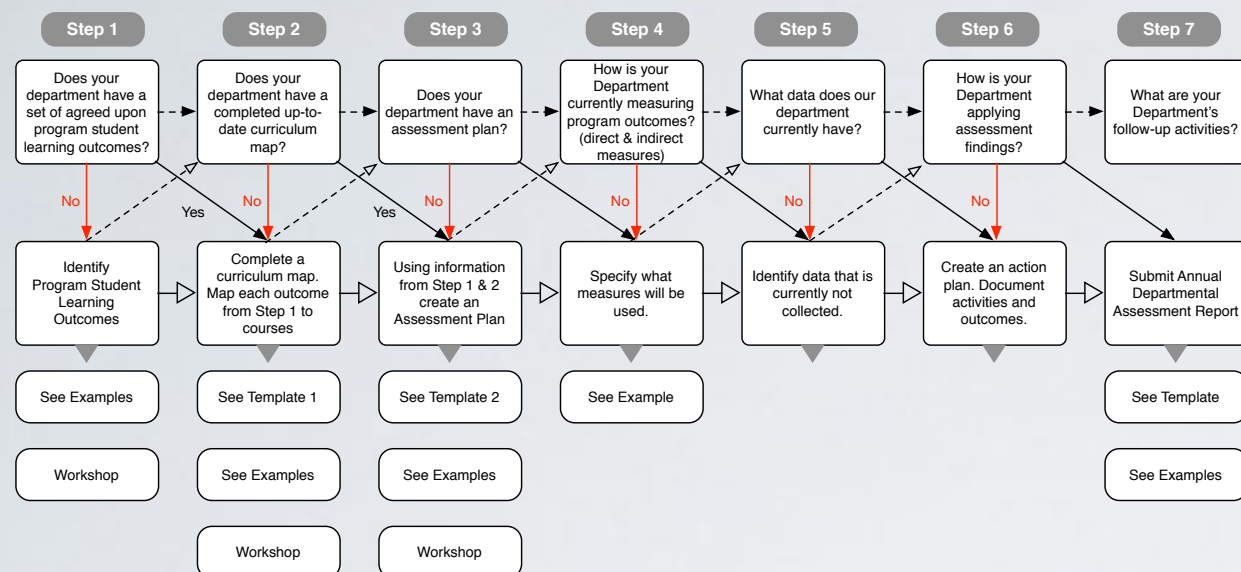 Step 1
Step 2
Step 3
Step 4
Step 5
Step 6
Step 7
Does your
department have a
set of agreed upon
program student
learning outcomes?
Does your
department have a
completed up-to-
date curriculum
map?
Does your
department have an
assessment plan?
How is your
Department
currently measuring
program outcomes?
(direct & indirect
measures)
What data does our
department
currently have?
How is your
Department
applying
assessment
findings?
What are your
Department's
follow-up activities?
No
Yes
No
Yes
No
No
No
No
Identify
Program Student
Learning
Outcomes
Complete a
curriculum map.
Map each outcome
from Step 1 to
courses
Using information
from Step 1 & 2
create an
Assessment Plan
Specify what
measures will be
used.
Identify data that is
currently not
collected.
Create an action
plan. Document
activities and
outcomes.
Submit Annual
Departmental
Assessment Report
See Examples
See Template 1
See Template 2
See Example
See Template
Workshop
See Examples
See Examples
See Examples
Workshop
Workshop